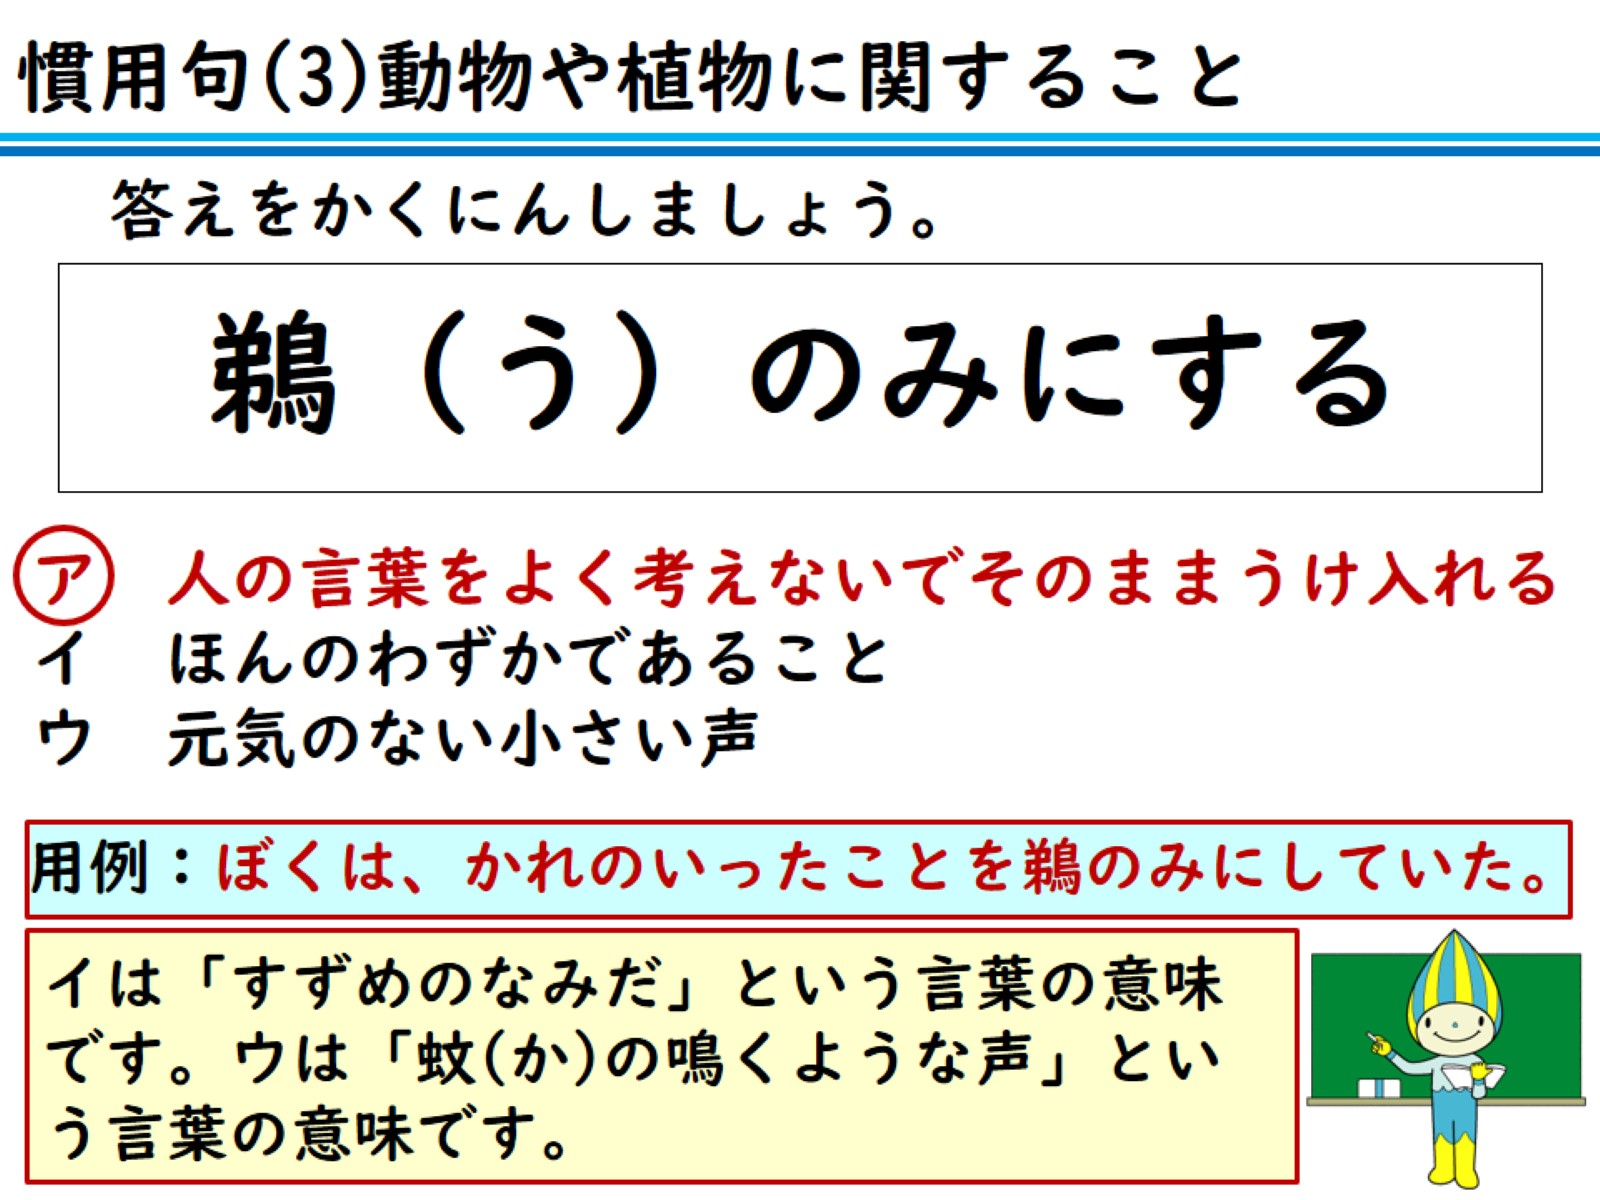 慣用句(3)動物や植物に関すること
答えをかくにんしましょう。
鵜（う）のみにする
ア　人の言葉をよく考えないでそのままうけ入れる
イ　ほんのわずかであること
ウ　元気のない小さい声
用例：ぼくは、かれのいったことを鵜のみにしていた。
イは「すずめのなみだ」という言葉の意味
です。ウは「蚊(か)の鳴くような声」とい
う言葉の意味です。